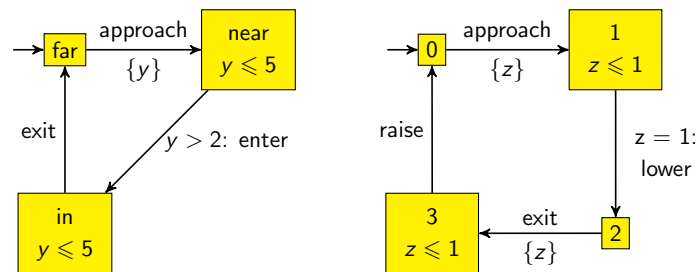 far
approach
{y}
near
y ⩽ 5
exit
y > 2: enter
in
y ⩽ 5
0
approach
{z}
1
z ⩽ 1
raise
z = 1:
lower
3
z ⩽ 1
exit
{z}
2